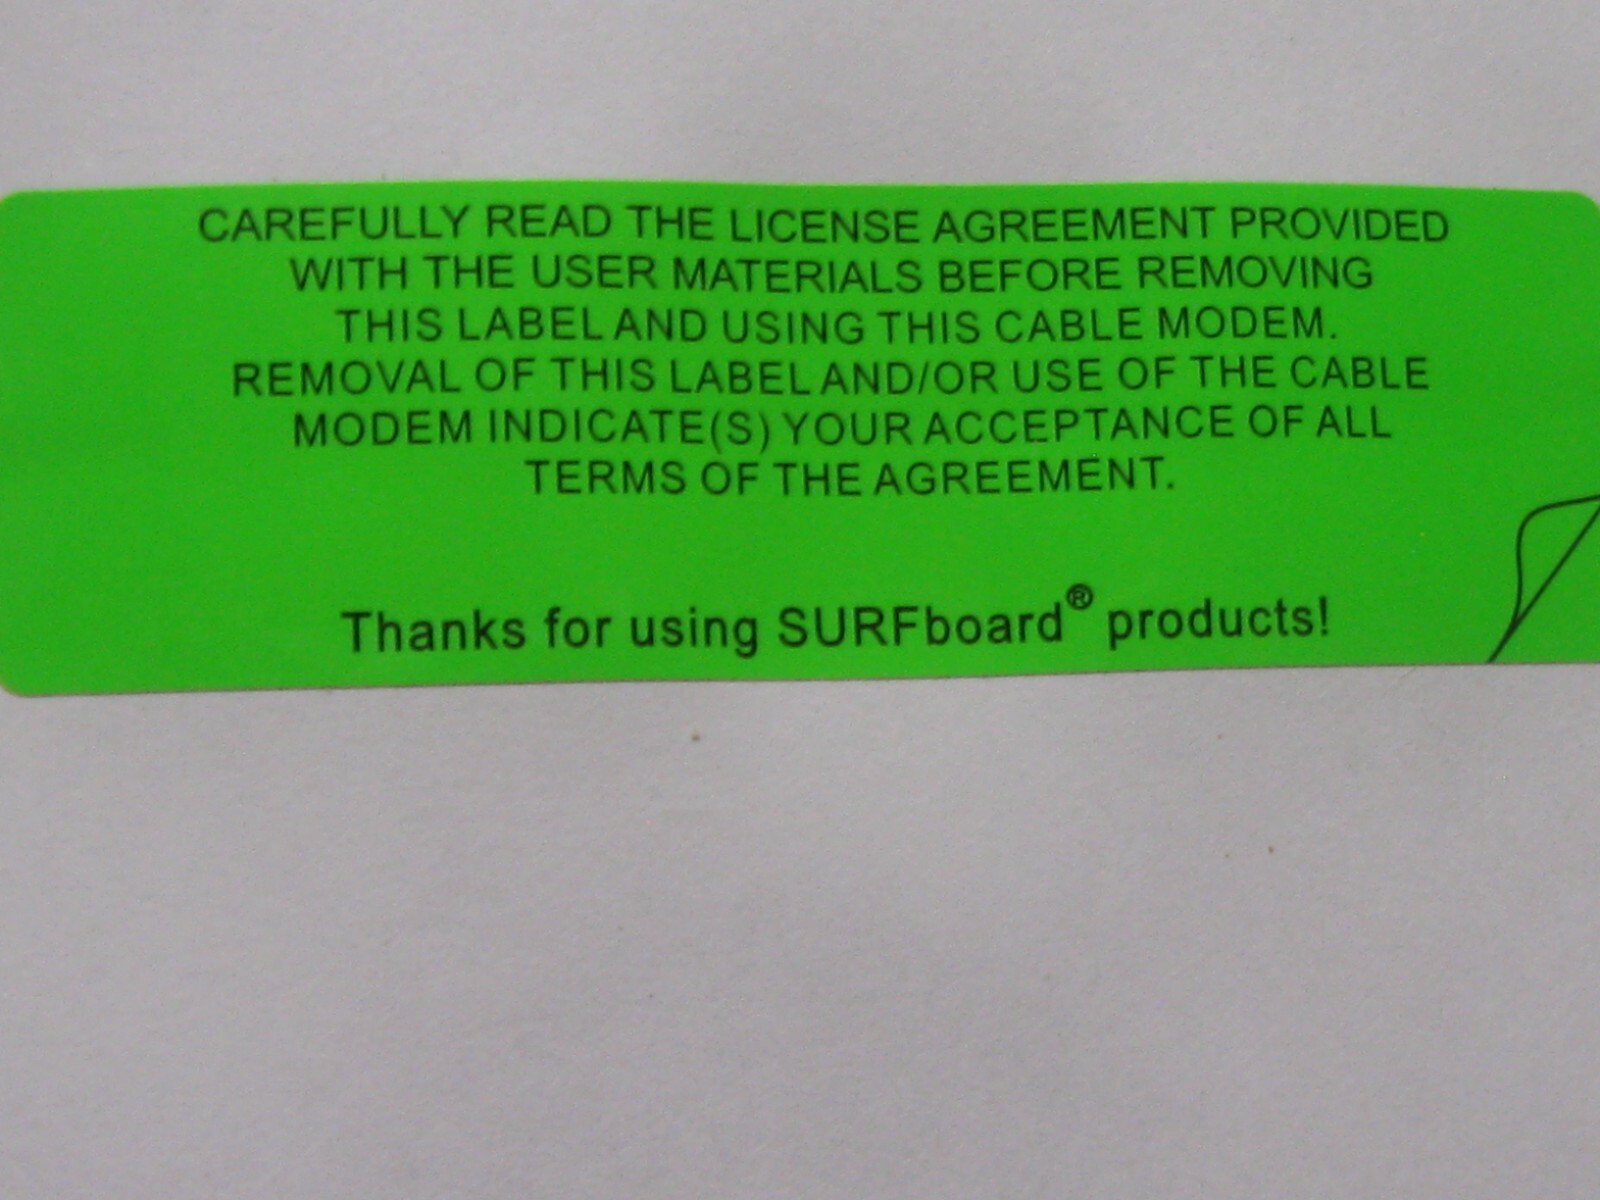 CAREFULLY READ THE LICENSE AGREEMENT PROVIDED
WITH THE USER MATERIALS BEFORE REMOVING
THIS LABEL AND USING THIS CABLE MODEM.
REMOVAL OF THIS LABEL AND/OR USE OF THE CABLE
MODEM INDICATE(S) YOUR ACCEPTANCE OF ALL
TERMS OF THE AGREEMENT.
Thanks for using SURFboard® products!